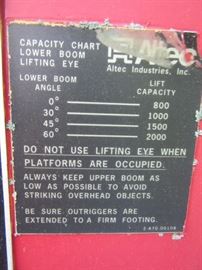 CAPACITY CHART
LOWER BOOM
LIFTING EYE
Altec
Altec Industries, Inc.
LOWER BOOM ANGLE LIFT CAPACITY
0° 800
30° 1000
45° 1500
60° 2000
DO NOT USE LIFTING EYE WHEN
PLATFORMS ARE OCCUPIED.
ALWAYS KEEP UPPER BOOM AS
LOW AS POSSIBLE TO AVOID
STRIKING OVERHEAD OBJECTS.
BE SURE OUTRIGGERS ARE
EXTENDED TO A FIRM FOOTING.